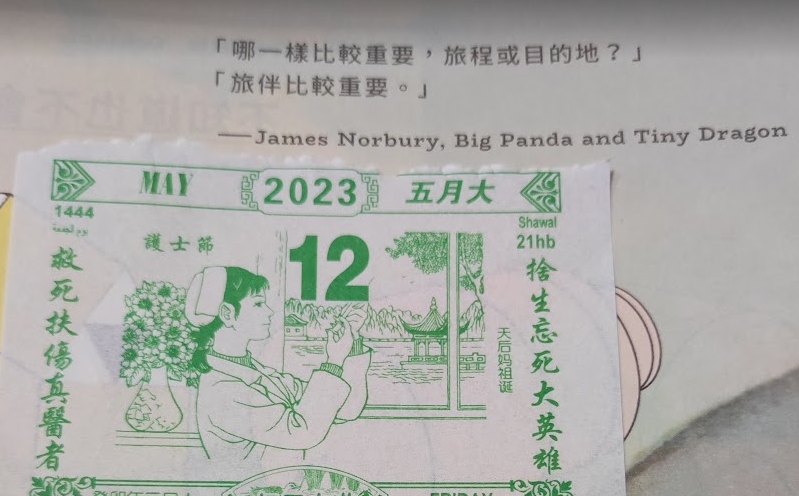 「哪一樣比較重要，旅程或目的地？」
「旅伴比較重要。」
——James Norbury, Big Panda and Tiny Dragon
MAY 2023 五月大
1444
Shawal
21hb
護士節
12
救死扶傷真醫者
捨生忘死大英雄
天后妈祖诞
FRIDAY